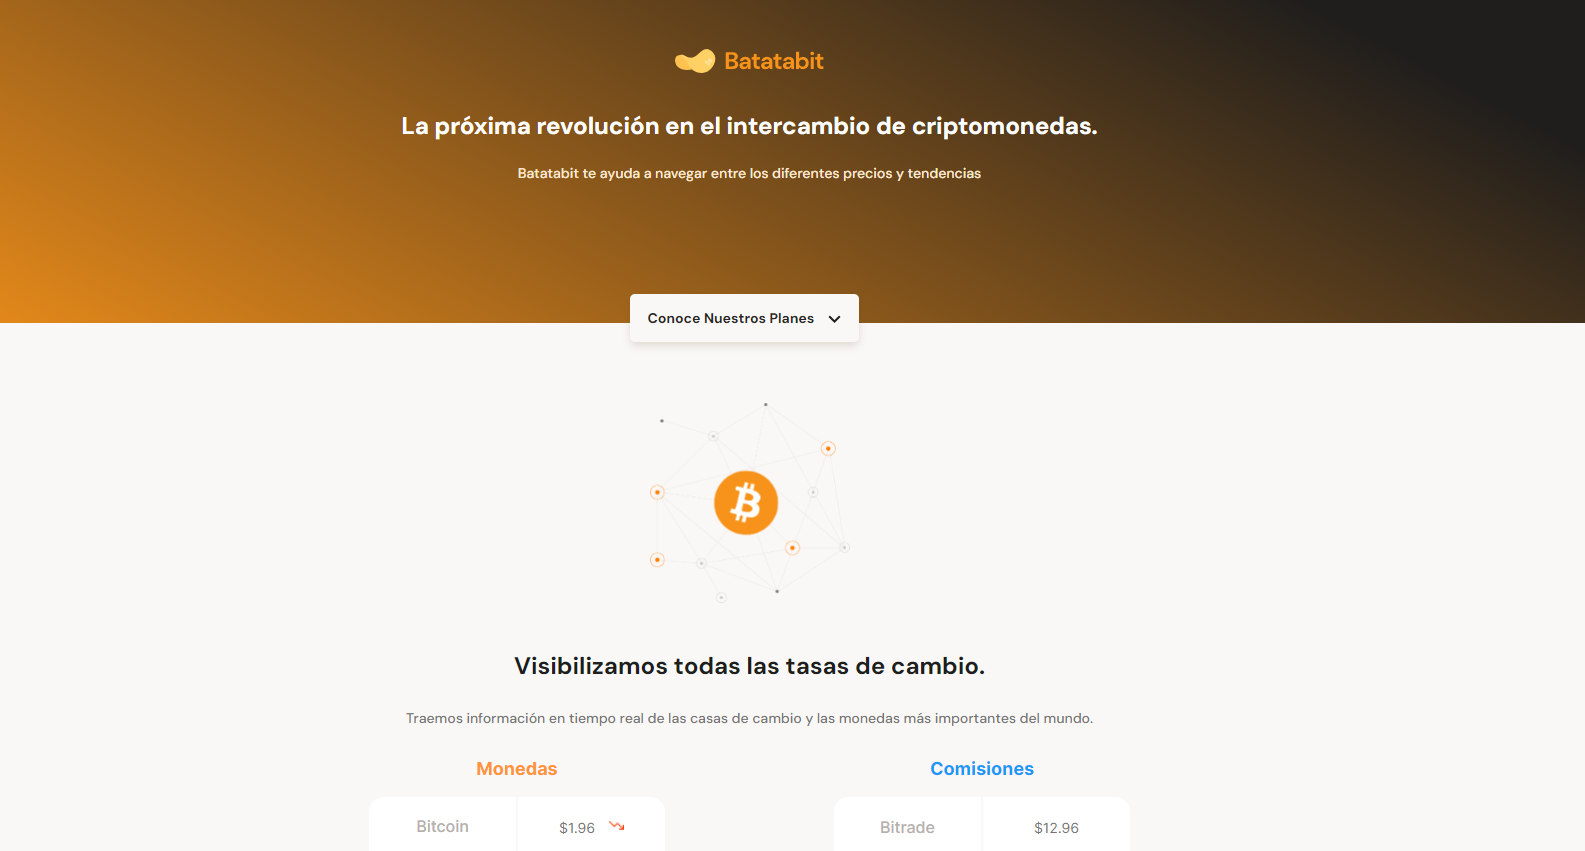 Batatabit
La próxima revolución en el intercambio de criptomonedas.
Batatabit te ayuda a navegar entre los diferentes precios y tendencias
Conoce Nuestros Planes
Visibilizamos todas las tasas de cambio.
Traemos información en tiempo real de las casas de cambio y las monedas más importantes del mundo.
Monedas
Bitcoin $1.96
Comisiones
Bitrade $12.96